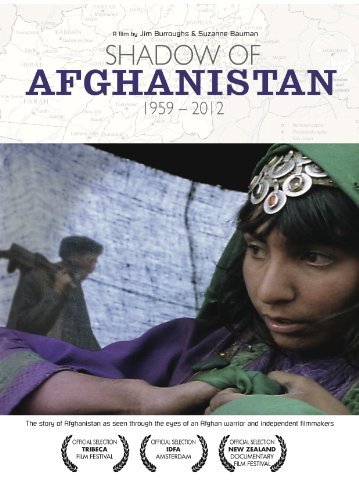 A film by Jim Burroughs & Suzanne Bauman
SHADOW OF
AFGHANISTAN
1959 – 2012
The story of Afghanistan as seen through the eyes of an Afghan warrior and independent filmmakers
OFFICIAL SELECTION
TRIBECA
FILM FESTIVAL
OFFICIAL SELECTION
IDFA
AMSTERDAM
OFFICIAL SELECTION
NEW ZEALAND
DOCUMENTARY
FILM FESTIVAL